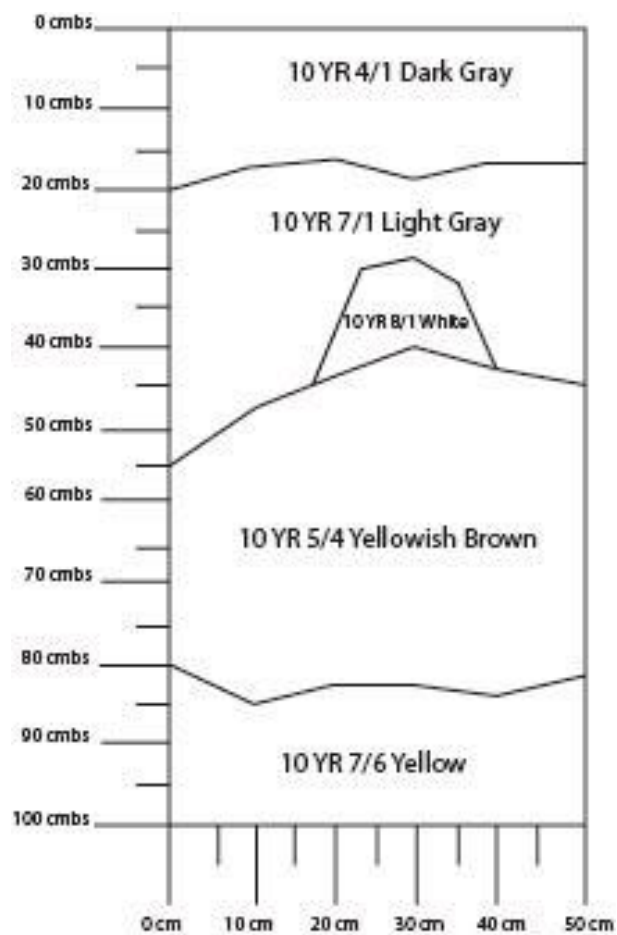 0 cmbs
10 YR 4/1 Dark Gray
10 cmbs
20 cmbs
10 YR 7/1 Light Gray
30 cmbs
10 YR 8/1 White
40 cmbs
50 cmbs
60 cmbs
10 YR 5/4 Yellowish Brown
70 cmbs
80 cmbs
90 cmbs
10 YR 7/6 Yellow
100 cmbs
0 cm 10 cm 20 cm 30 cm 40 cm 50 cm